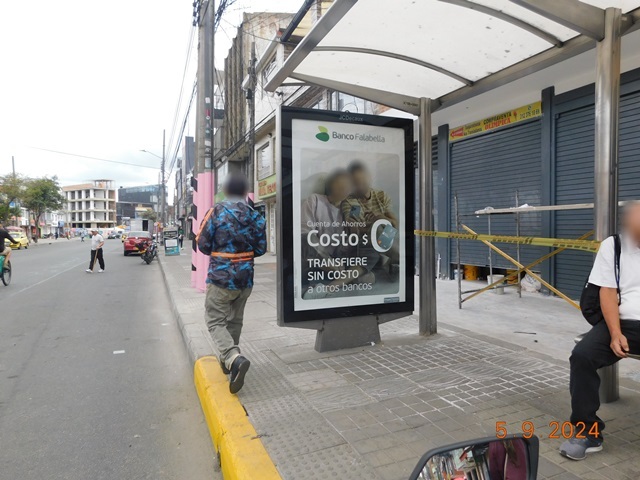 Banco Falabella
Cuenta de Ahorros
Costo $0
TRANSFIERE
SIN COSTO
a otros bancos
5 9 2024